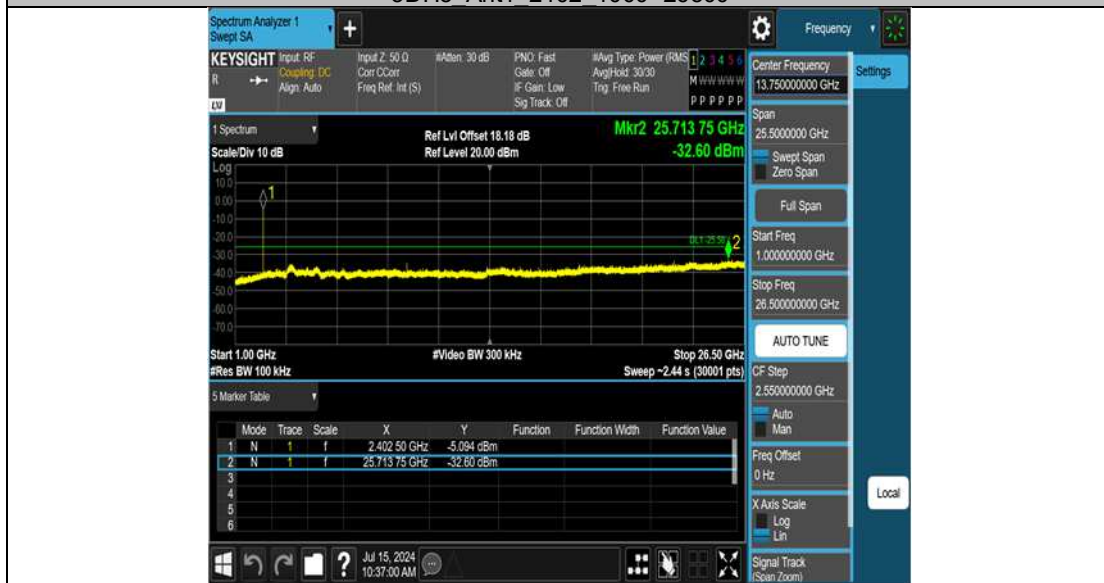 Spectrum Analyzer 1
Swept SA
+
Frequency
KEYSIGHT
R
LXI
Input: RF
Coupling: DC
Align: Auto
Input Z: 50 Ω
Corr CCorr
Freq Ref: Int (S)
#Atten: 30 dB
PNO: Fast
Gate: Off
IF Gain: Low
Sig Track: Off
#Avg Type: Power (RMS
Avg|Hold: 30/30
Trig: Free Run
1 2 3 4 5 6
M W W W W W
P P P P P P
1 Spectrum
Scale/Div 10 dB
Ref Lvl Offset 18.18 dB
Ref Level 20.00 dBm
Mkr2 25.713 75 GHz
-32.60 dBm
Log
10.0
0.00
-10.0
-20.0
-30.0
-40.0
-50.0
-60.0
-70.0
1
DL1 -25.50
2
Start 1.00 GHz
#Res BW 100 kHz
#Video BW 300 kHz
Stop 26.50 GHz
Sweep ~2.44 s (30001 pts)
5 Marker Table
Mode Trace Scale X Y Function Function Width Function Value
1 N 1 f 2.402 50 GHz -5.094 dBm
2 N 1 f 25.713 75 GHz -32.60 dBm
3
4
5
6
Jul 15, 2024
10:37:00 AM
?
Center Frequency
13.750000000 GHz
Settings
Span
25.5000000 GHz
Swept Span
Zero Span
Full Span
Start Freq
1.000000000 GHz
Stop Freq
26.500000000 GHz
AUTO TUNE
CF Step
2.550000000 GHz
Auto
Man
Freq Offset
0 Hz
X Axis Scale
Log
Lin
Local
Signal Track
(Span Zoom)